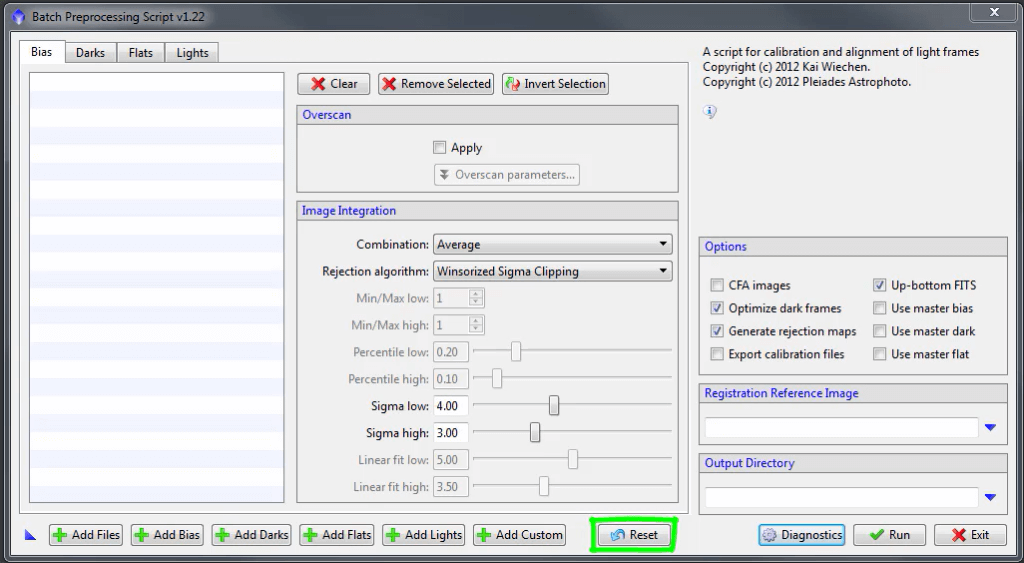 Batch Preprocessing Script v1.22
Bias Darks Flats Lights
Clear Remove Selected Invert Selection
Overscan
Apply
Overscan parameters...
Image Integration
Combination: Average
Rejection algorithm: Winsorized Sigma Clipping
Min/Max low: 1
Min/Max high: 1
Percentile low: 0.20
Percentile high: 0.10
Sigma low: 4.00
Sigma high: 3.00
Linear fit low: 5.00
Linear fit high: 3.50
A script for calibration and alignment of light frames
Copyright (c) 2012 Kai Wiechen.
Copyright (c) 2012 Pleiades Astrophoto.
Options
CFA images Up-bottom FITS
Optimize dark frames Use master bias
Generate rejection maps Use master dark
Export calibration files Use master flat
Registration Reference Image
Output Directory
Add Files Add Bias Add Darks Add Flats Add Lights Add Custom Reset Diagnostics Run Exit